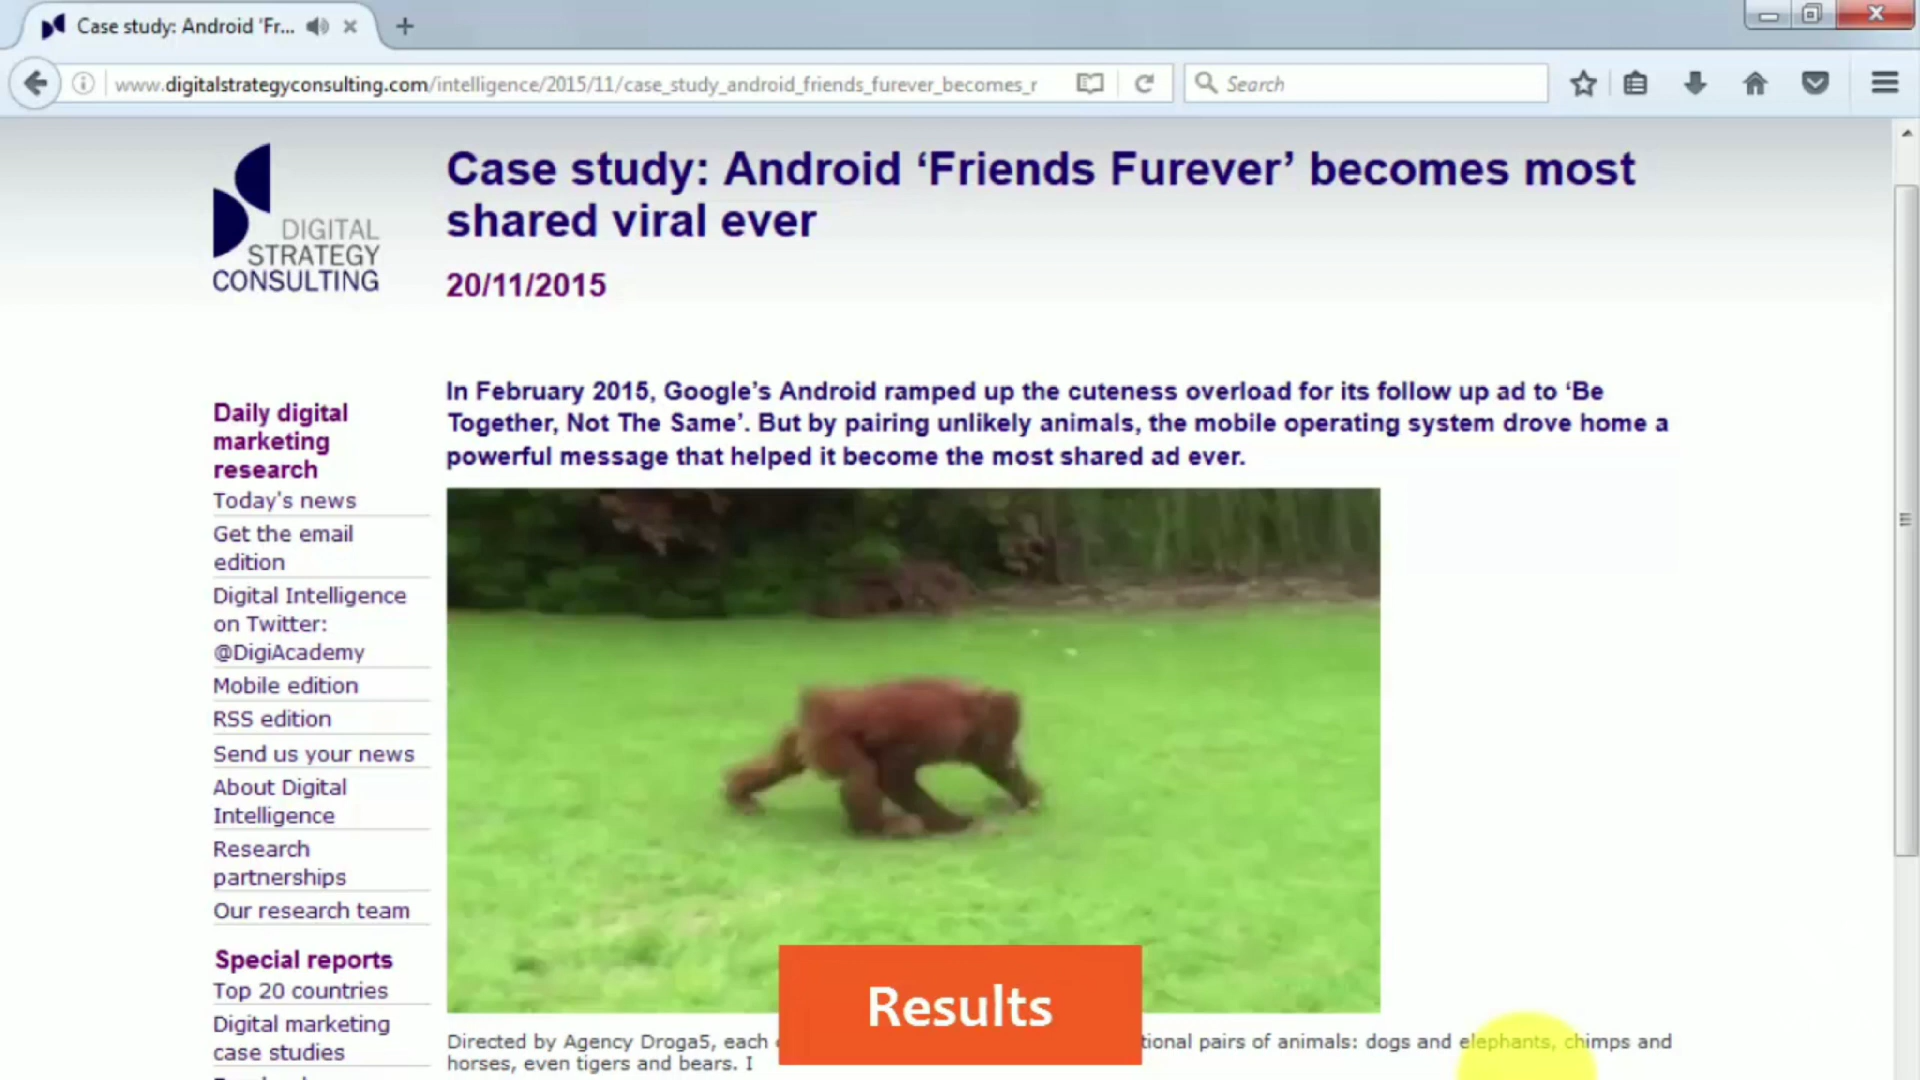 Case study: Android 'Fr...
www.digitalstrategyconsulting.com/intelligence/2015/11/case_study_android_friends_furever_becomes_r
Search
DIGITAL
STRATEGY
CONSULTING
Case study: Android ‘Friends Furever’ becomes most
shared viral ever
20/11/2015
In February 2015, Google’s Android ramped up the cuteness overload for its follow up ad to ‘Be
Together, Not The Same’. But by pairing unlikely animals, the mobile operating system drove home a
powerful message that helped it become the most shared ad ever.
Daily digital
marketing
research
Today's news
Get the email
edition
Digital Intelligence
on Twitter:
@DigiAcademy
Mobile edition
RSS edition
Send us your news
About Digital
Intelligence
Research
partnerships
Our research team
Special reports
Top 20 countries
Digital marketing
case studies
Results
Directed by Agency Droga5, each tional pairs of animals: dogs and elephants, chimps and
horses, even tigers and bears. I